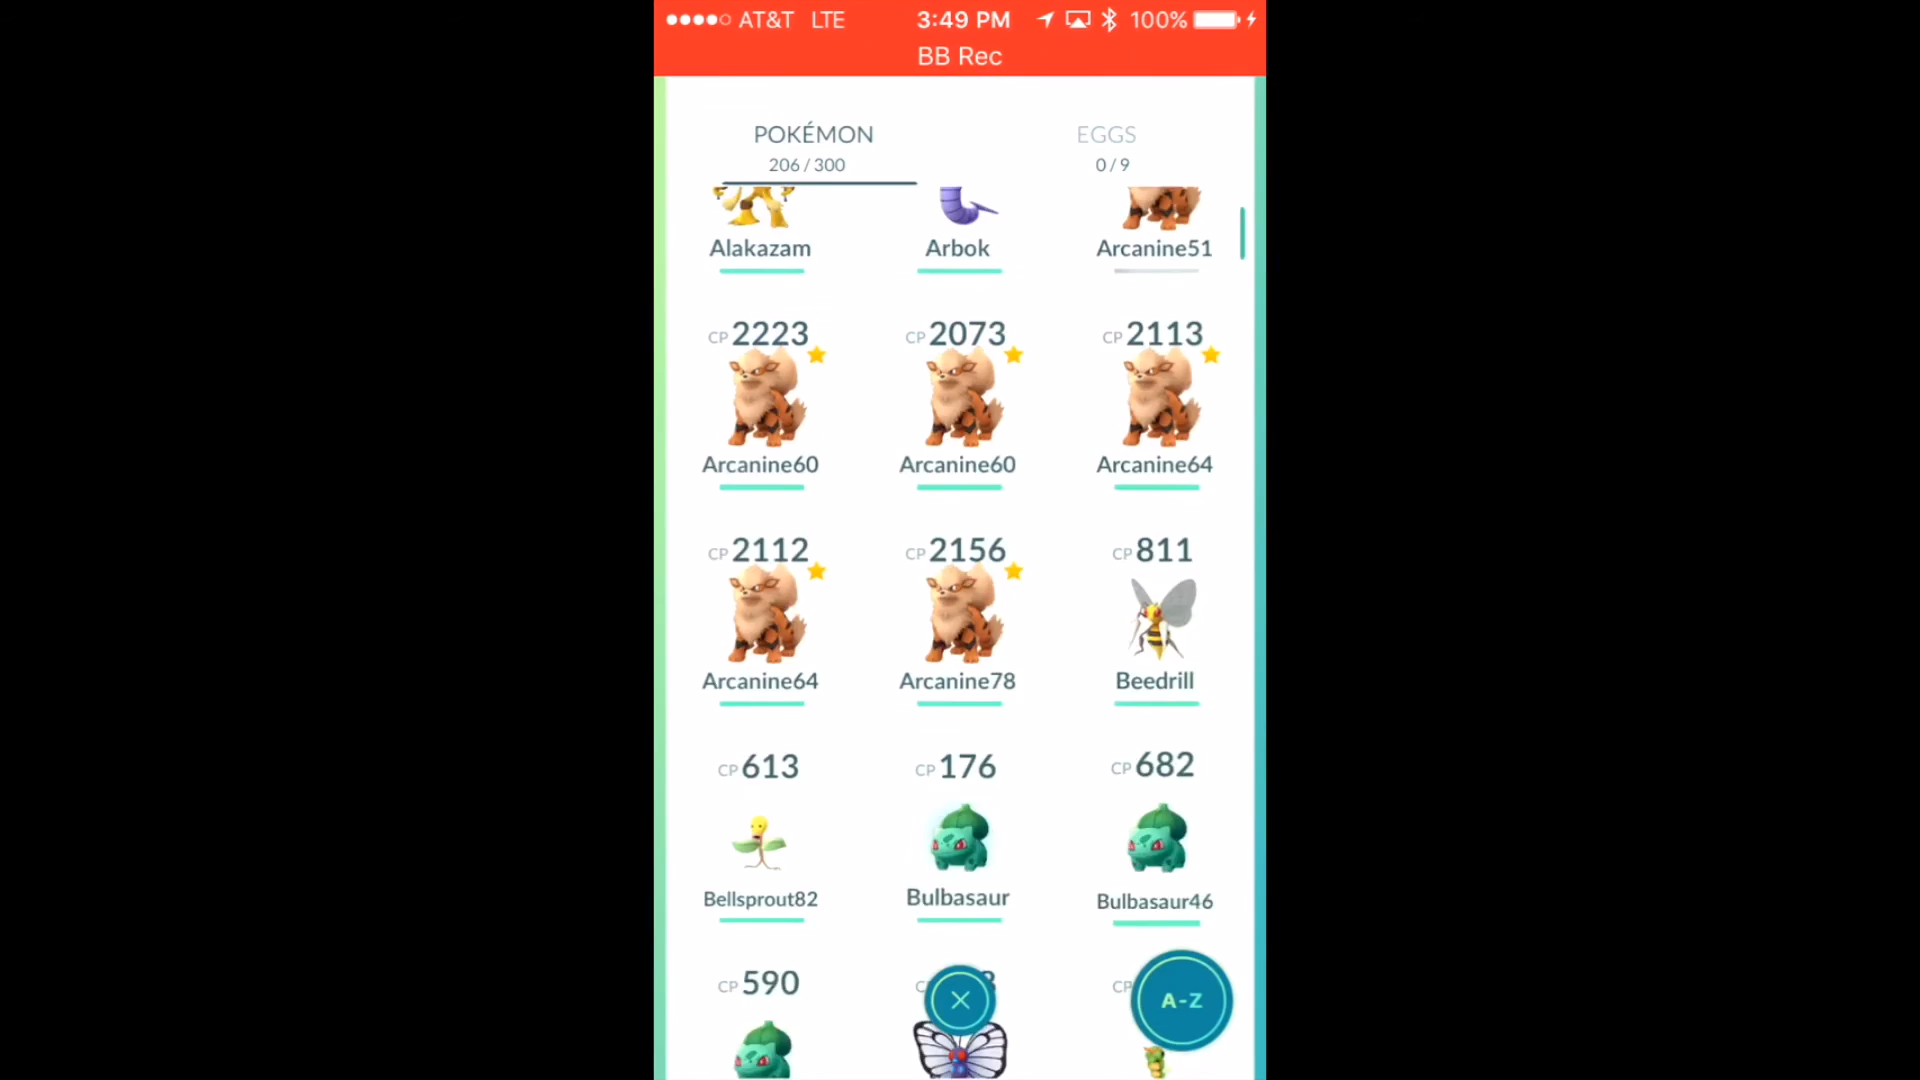 AT&T LTE 3:49 PM 100%
BB Rec
POKÉMON EGGS
206 / 300 0 / 9
Alakazam Arbok Arcanine51
CP 2223 CP 2073 CP 2113
Arcanine60 Arcanine60 Arcanine64
CP 2112 CP 2156 CP 811
Arcanine64 Arcanine78 Beedrill
CP 613 CP 176 CP 682
Bellsprout82 Bulbasaur Bulbasaur46
CP 590 CP
A-Z